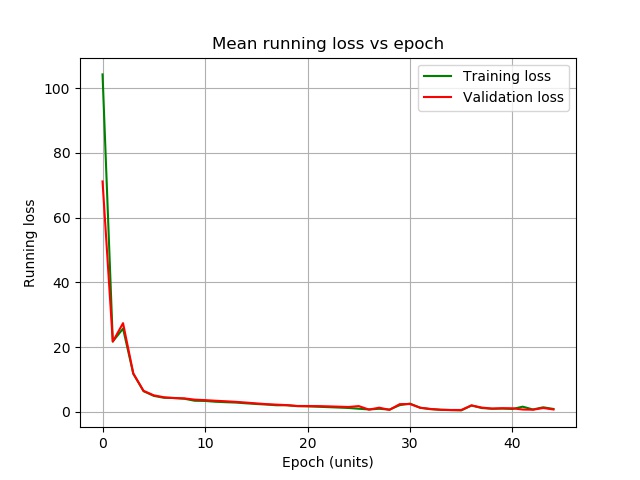 Mean running loss vs epoch
Training loss
Validation loss
100
80
60
40
20
0
Running loss
0 10 20 30 40
Epoch (units)